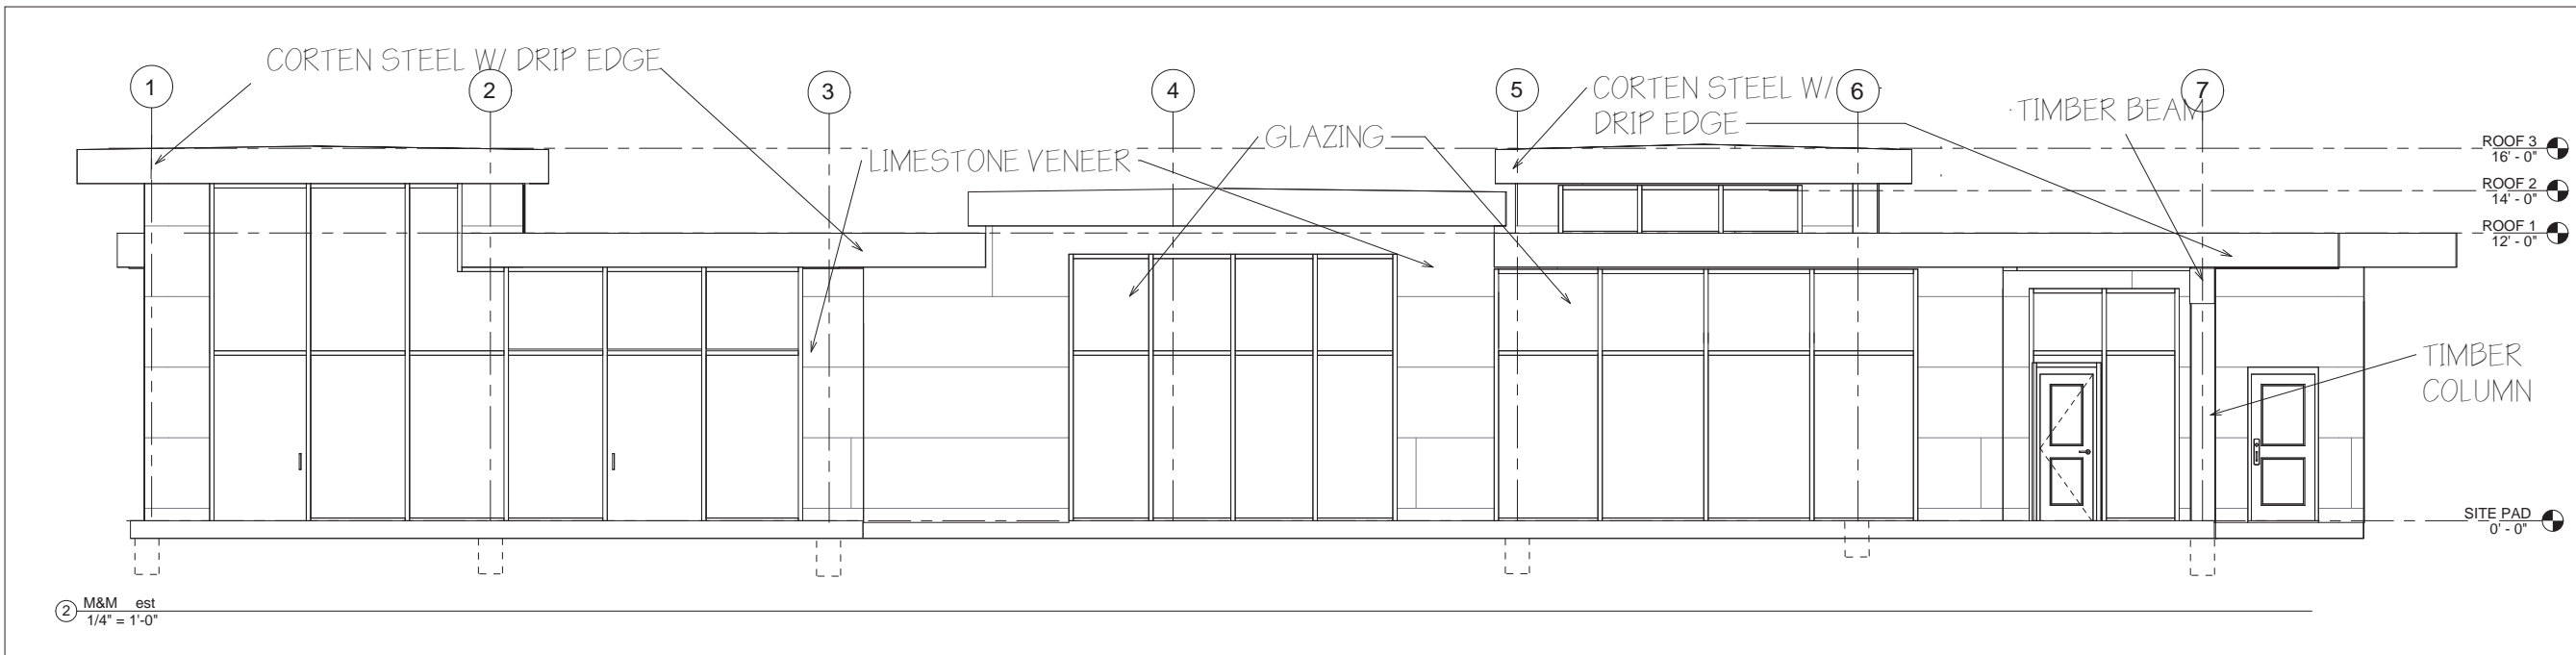 CORTEN STEEL W/ DRIP EDGE
1
2
3
4
5
CORTEN STEEL W/
DRIP EDGE
6
7
TIMBER BEAM
GLAZING
LIMESTONE VENEER
ROOF 3
16' - 0"
ROOF 2
14' - 0"
ROOF 1
12' - 0"
TIMBER
COLUMN
SITE PAD
0' - 0"
2
M&M est
1/4" = 1'-0"